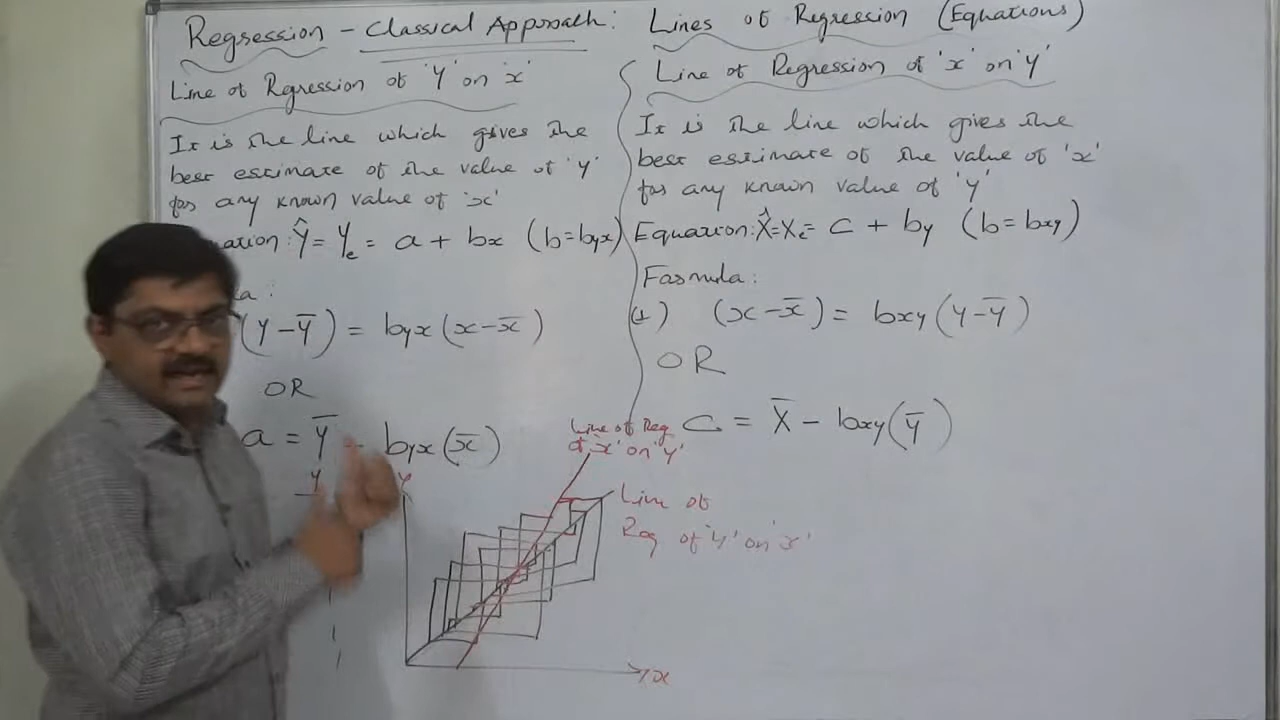 Regression - Classical Approach: Lines of Regression (Equations)
Line of Regression of 'Y' on 'x'
It is the line which gives the
best estimate of the value of 'y'
for any known value of 'x'
uation: Ŷ = Yₑ = a + bx (b = byx)
la:
(y - ȳ) = byx (x - x̄)
OR
a = ȳ - byx (x̄)
y
Line of Regression of 'x' on 'y'
It is the line which gives the
best estimate of the value of 'x'
for any known value of 'y'
Equation: X̂ = Xₑ = C + by (b = bxy)
Formula:
(x - x̄) = bxy (y - ȳ)
OR
C = X̄ - bxy (ȳ)
Line of Reg
of 'x' on 'y'
Y
Line of
Reg of 'y' on 'x'
x